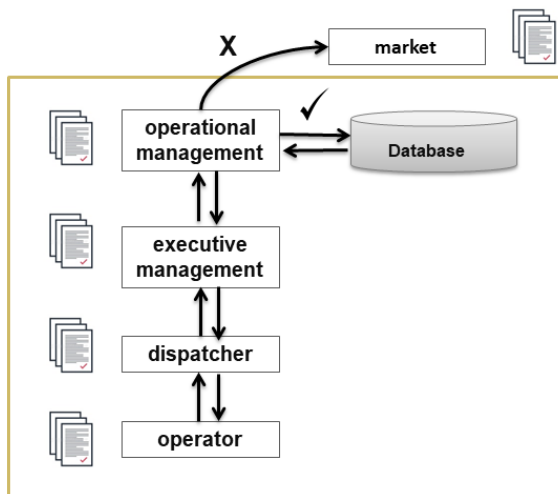 X
market
operational
management
Database
executive
management
dispatcher
operator